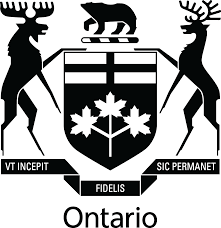 VT INCEPIT
FIDELIS
SIC PERMANET
Ontario